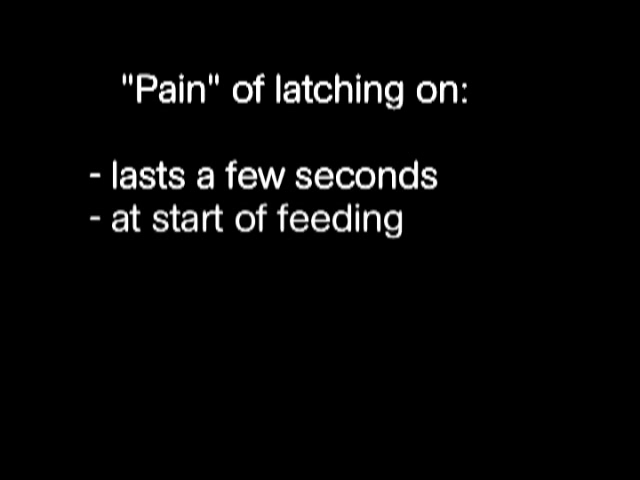 "Pain" of latching on:
- lasts a few seconds
- at start of feeding